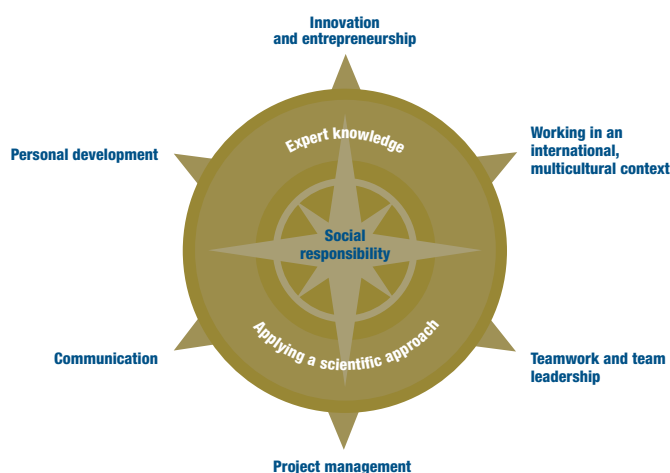 Innovation
and entrepreneurship
Expert knowledge
Personal development
Working in an
international,
multicultural context
Social
responsibility
Applying a scientific approach
Communication
Teamwork and team
leadership
Project management